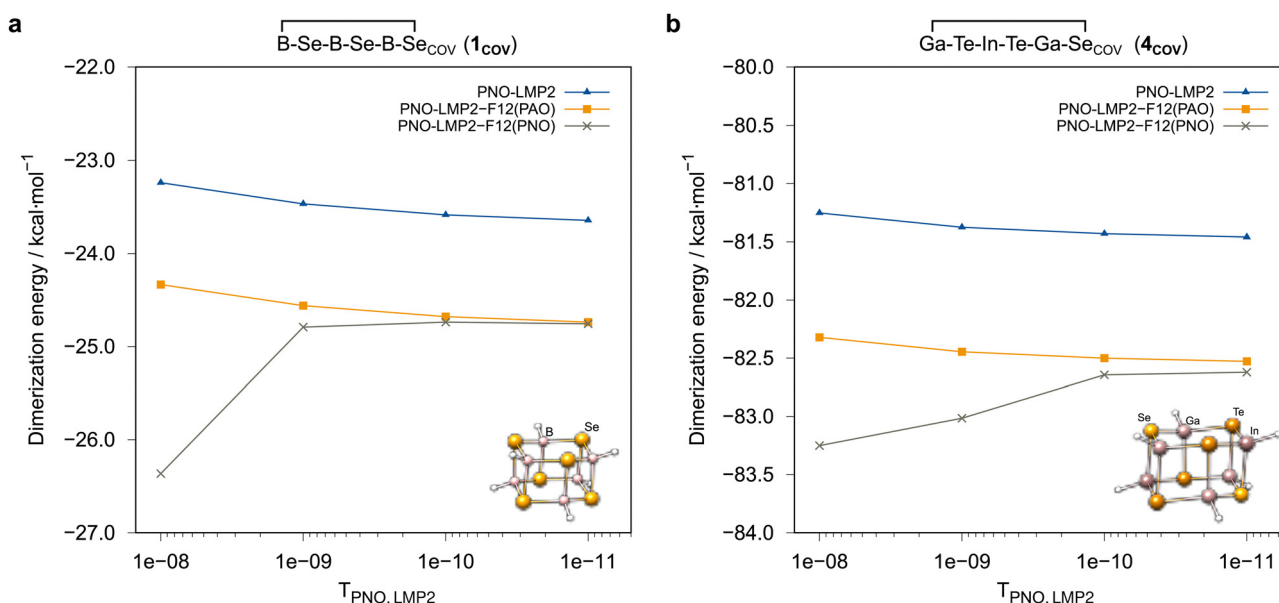 a
B-Se-B-Se-B-SeCOV (1COV)
Dimerization energy / kcal·mol−1
−22.0
−23.0
−24.0
−25.0
−26.0
−27.0
PNO-LMP2
PNO-LMP2−F12(PAO)
PNO-LMP2−F12(PNO)
B
Se
1e−08
1e−09
1e−10
1e−11
TPNO, LMP2
b
Ga-Te-In-Te-Ga-SeCOV (4COV)
Dimerization energy / kcal·mol−1
−80.0
−80.5
−81.0
−81.5
−82.0
−82.5
−83.0
−83.5
−84.0
PNO-LMP2
PNO-LMP2−F12(PAO)
PNO-LMP2−F12(PNO)
Se
Ga
Te
In
1e−08
1e−09
1e−10
1e−11
TPNO, LMP2